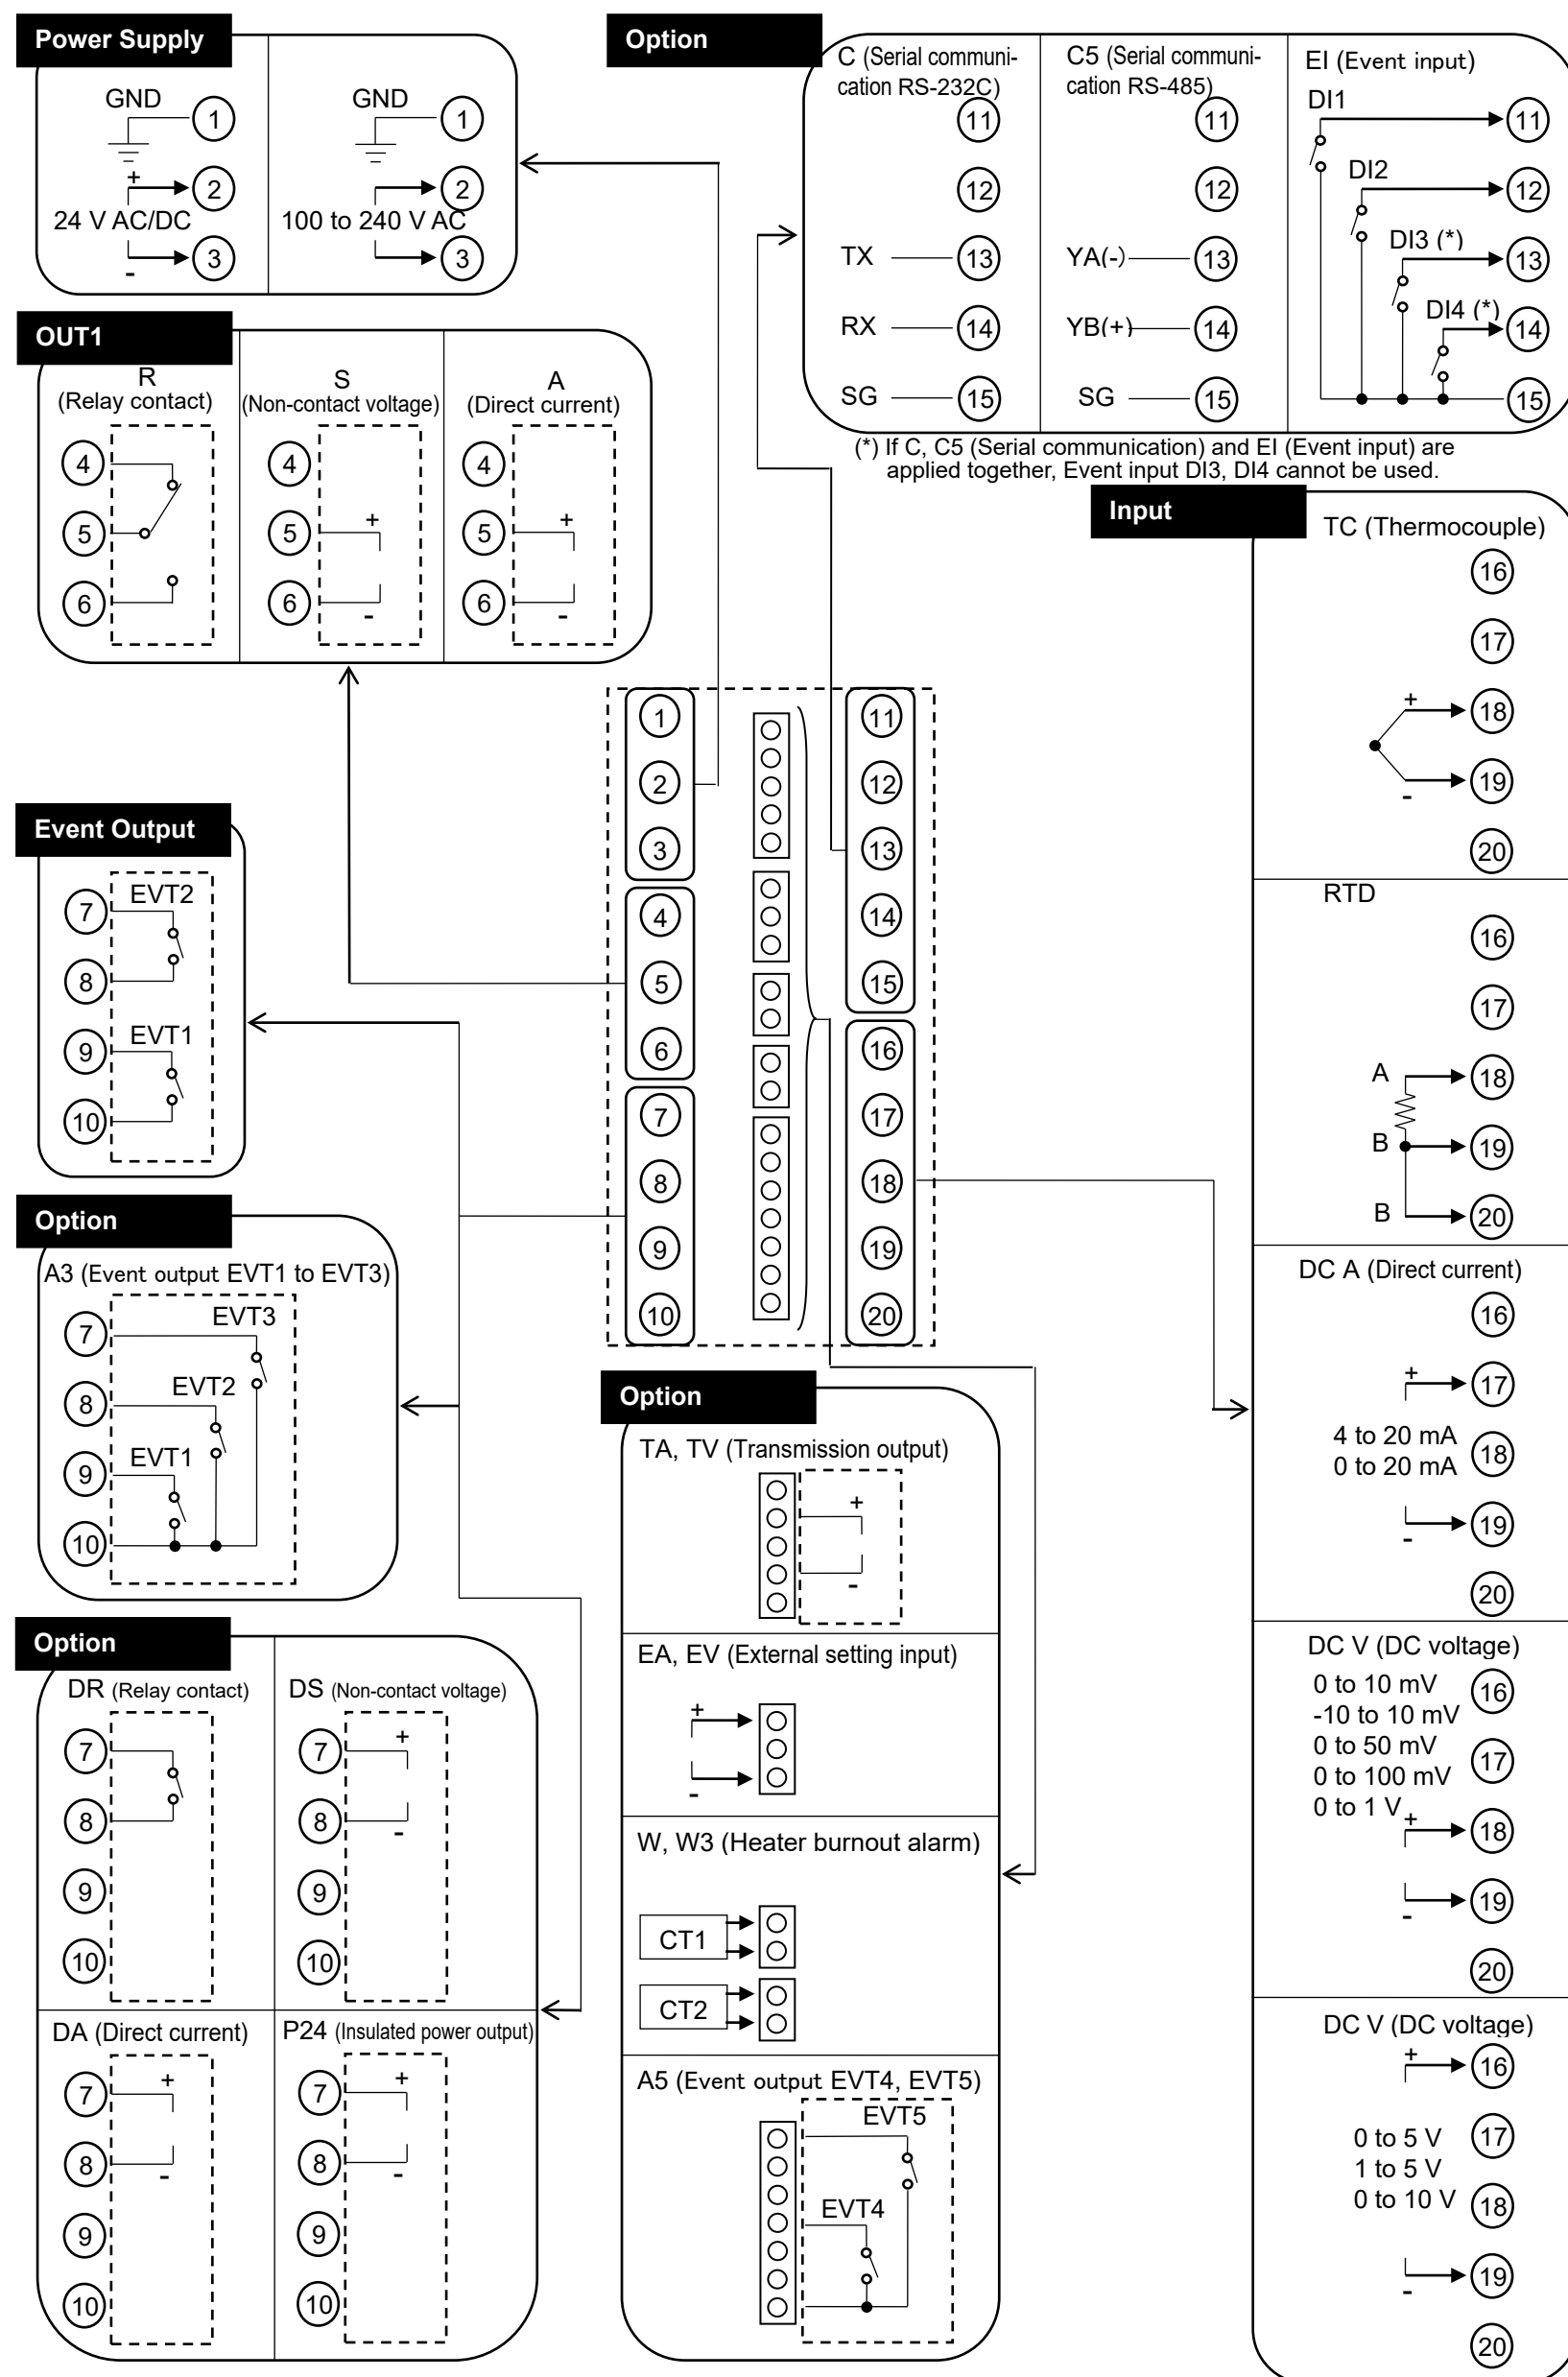 Power Supply
GND
1
+
2
24 V AC/DC
-
3
GND
1
2
100 to 240 V AC
3
OUT1
R
(Relay contact)
4
5
6
S
(Non-contact voltage)
4
5
+
6
-
A
(Direct current)
4
5
+
6
-
Event Output
EVT2
7
8
EVT1
9
10
Option
A3 (Event output EVT1 to EVT3)
EVT3
7
EVT2
8
EVT1
9
10
Option
DR (Relay contact)
7
8
9
10
DS (Non-contact voltage)
7
+
8
-
9
10
DA (Direct current)
7
+
8
-
9
10
P24 (Insulated power output)
7
+
8
-
9
10
Option
C (Serial communi-
cation RS-232C)
11
12
TX
13
RX
14
SG
15
C5 (Serial communi-
cation RS-485)
11
12
YA(-)
13
YB(+)
14
SG
15
EI (Event input)
DI1
11
DI2
12
DI3 (*)
13
DI4 (*)
14
15
(*) If C, C5 (Serial communication) and EI (Event input) are
applied together, Event input DI3, DI4 cannot be used.
1
2
3
4
5
6
7
8
9
10
11
12
13
14
15
16
17
18
19
20
Option
TA, TV (Transmission output)
+
-
EA, EV (External setting input)
+
-
W, W3 (Heater burnout alarm)
CT1
CT2
A5 (Event output EVT4, EVT5)
EVT5
EVT4
Input
TC (Thermocouple)
16
17
+
18
-
19
20
RTD
16
17
A
18
B
19
B
20
DC A (Direct current)
16
+
17
4 to 20 mA
0 to 20 mA
18
-
19
20
DC V (DC voltage)
0 to 10 mV
16
-10 to 10 mV
0 to 50 mV
17
0 to 100 mV
0 to 1 V
+
18
-
19
20
DC V (DC voltage)
+
16
0 to 5 V
17
1 to 5 V
0 to 10 V
18
-
19
20